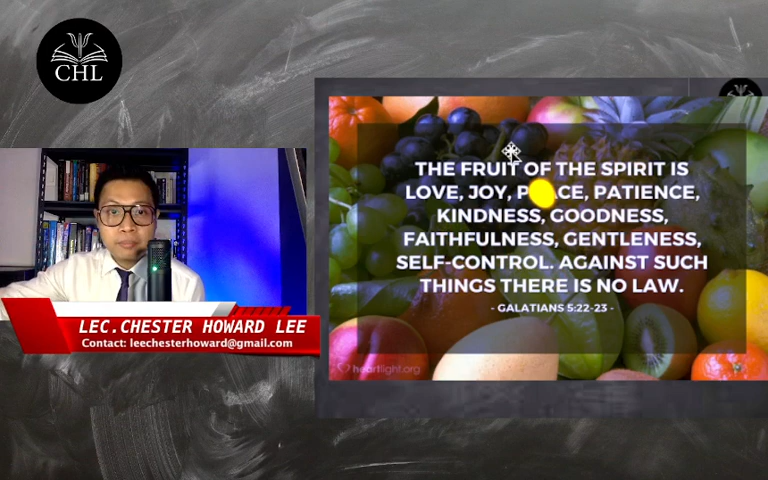 CHL
THE FRUIT OF THE SPIRIT IS
LOVE, JOY, PEACE, PATIENCE,
KINDNESS, GOODNESS,
FAITHFULNESS, GENTLENESS,
SELF-CONTROL. AGAINST SUCH
THINGS THERE IS NO LAW.
- GALATIANS 5:22-23 -
heartlight.org
LEC.CHESTER HOWARD LEE
Contact: leechesterhoward@gmail.com